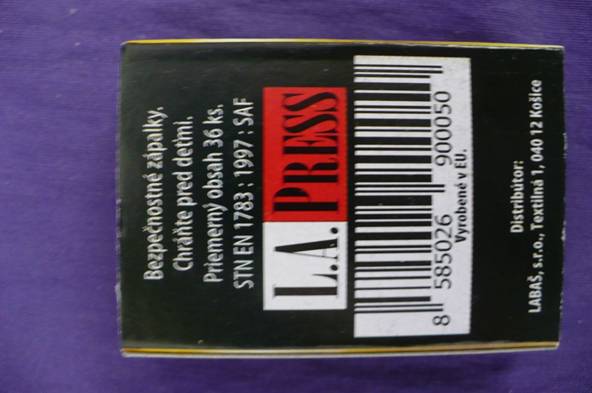 Bezpečnostné zápalky.
Chráňte pred deťmi.
Priemerný obsah 36 ks.
STN EN 1783 : 1997 : SAF
L.A. PRESS
8 585026 900050
Vyrobené v EU.
Distribútor:
LABAŠ, s.r.o., Textilná 1, 040 12 Košice